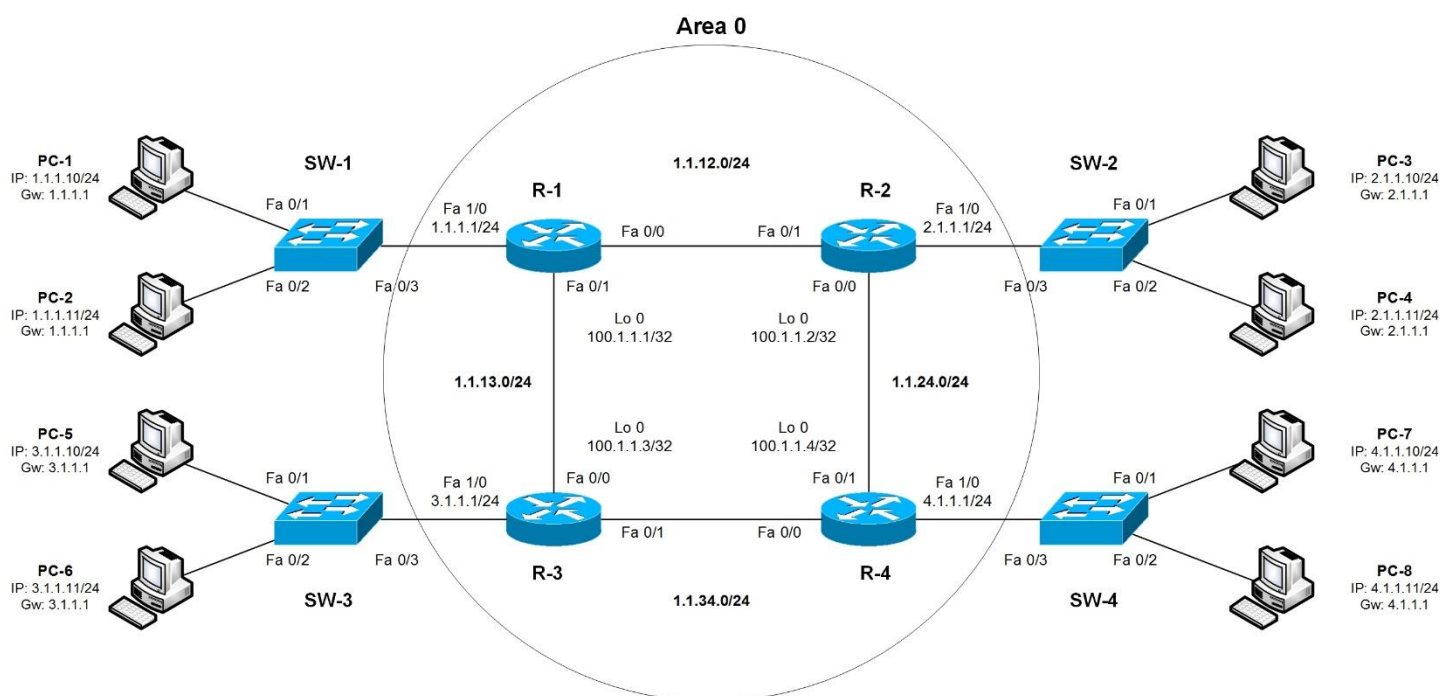 Area 0
PC-1
IP: 1.1.1.10/24
Gw: 1.1.1.1
SW-1
Fa 0/1
Fa 0/2
Fa 0/3
PC-2
IP: 1.1.1.11/24
Gw: 1.1.1.1
R-1
Fa 1/0
1.1.1.1/24
Fa 0/0
Fa 0/1
Lo 0
100.1.1.1/32
1.1.12.0/24
R-2
Fa 0/1
Fa 1/0
2.1.1.1/24
Fa 0/0
Lo 0
100.1.1.2/32
SW-2
Fa 0/1
Fa 0/3
Fa 0/2
PC-3
IP: 2.1.1.10/24
Gw: 2.1.1.1
PC-4
IP: 2.1.1.11/24
Gw: 2.1.1.1
1.1.13.0/24
1.1.24.0/24
PC-5
IP: 3.1.1.10/24
Gw: 3.1.1.1
Fa 0/1
Fa 0/2
Fa 0/3
SW-3
PC-6
IP: 3.1.1.11/24
Gw: 3.1.1.1
Lo 0
100.1.1.3/32
Fa 1/0
3.1.1.1/24
Fa 0/0
Fa 0/1
R-3
1.1.34.0/24
Lo 0
100.1.1.4/32
Fa 0/1
Fa 1/0
4.1.1.1/24
Fa 0/0
R-4
Fa 0/1
Fa 0/3
Fa 0/2
SW-4
PC-7
IP: 4.1.1.10/24
Gw: 4.1.1.1
PC-8
IP: 4.1.1.11/24
Gw: 4.1.1.1